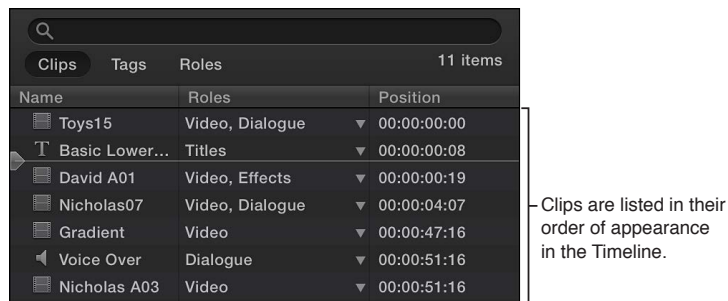 Clips Tags Roles 11 items
Name Roles Position
Toys15 Video, Dialogue 00:00:00:00
T Basic Lower... Titles 00:00:00:08
David A01 Video, Effects 00:00:00:19
Nicholas07 Video, Dialogue 00:00:04:07
Gradient Video 00:00:47:16
Voice Over Dialogue 00:00:51:16
Nicholas A03 Video 00:00:51:16
Clips are listed in their
order of appearance
in the Timeline.